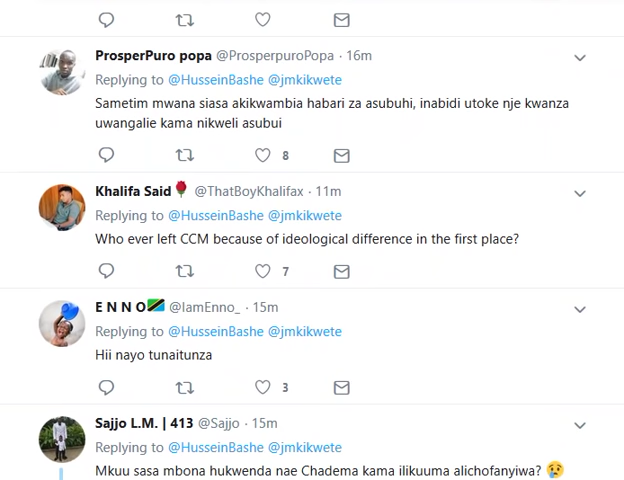 ProsperPuro popa @ProsperpuroPopa · 16m
Replying to @HusseinBashe @jmkikwete
Sametim mwana siasa akikwambia habari za asubuhi, inabidi utoke nje kwanza
uwangalie kama nikweli asubui
8
Khalifa Said🌹 @ThatBoyKhalifax · 11m
Replying to @HusseinBashe @jmkikwete
Who ever left CCM because of ideological difference in the first place?
7
E N N O🇹🇿 @IamEnno_ · 15m
Replying to @HusseinBashe @jmkikwete
Hii nayo tunaitunza
3
Sajjo L.M. | 413 @Sajjo · 15m
Replying to @HusseinBashe @jmkikwete
Mkuu sasa mbona hukwenda nae Chadema kama ilikuuma alichofanyiwa? 😢